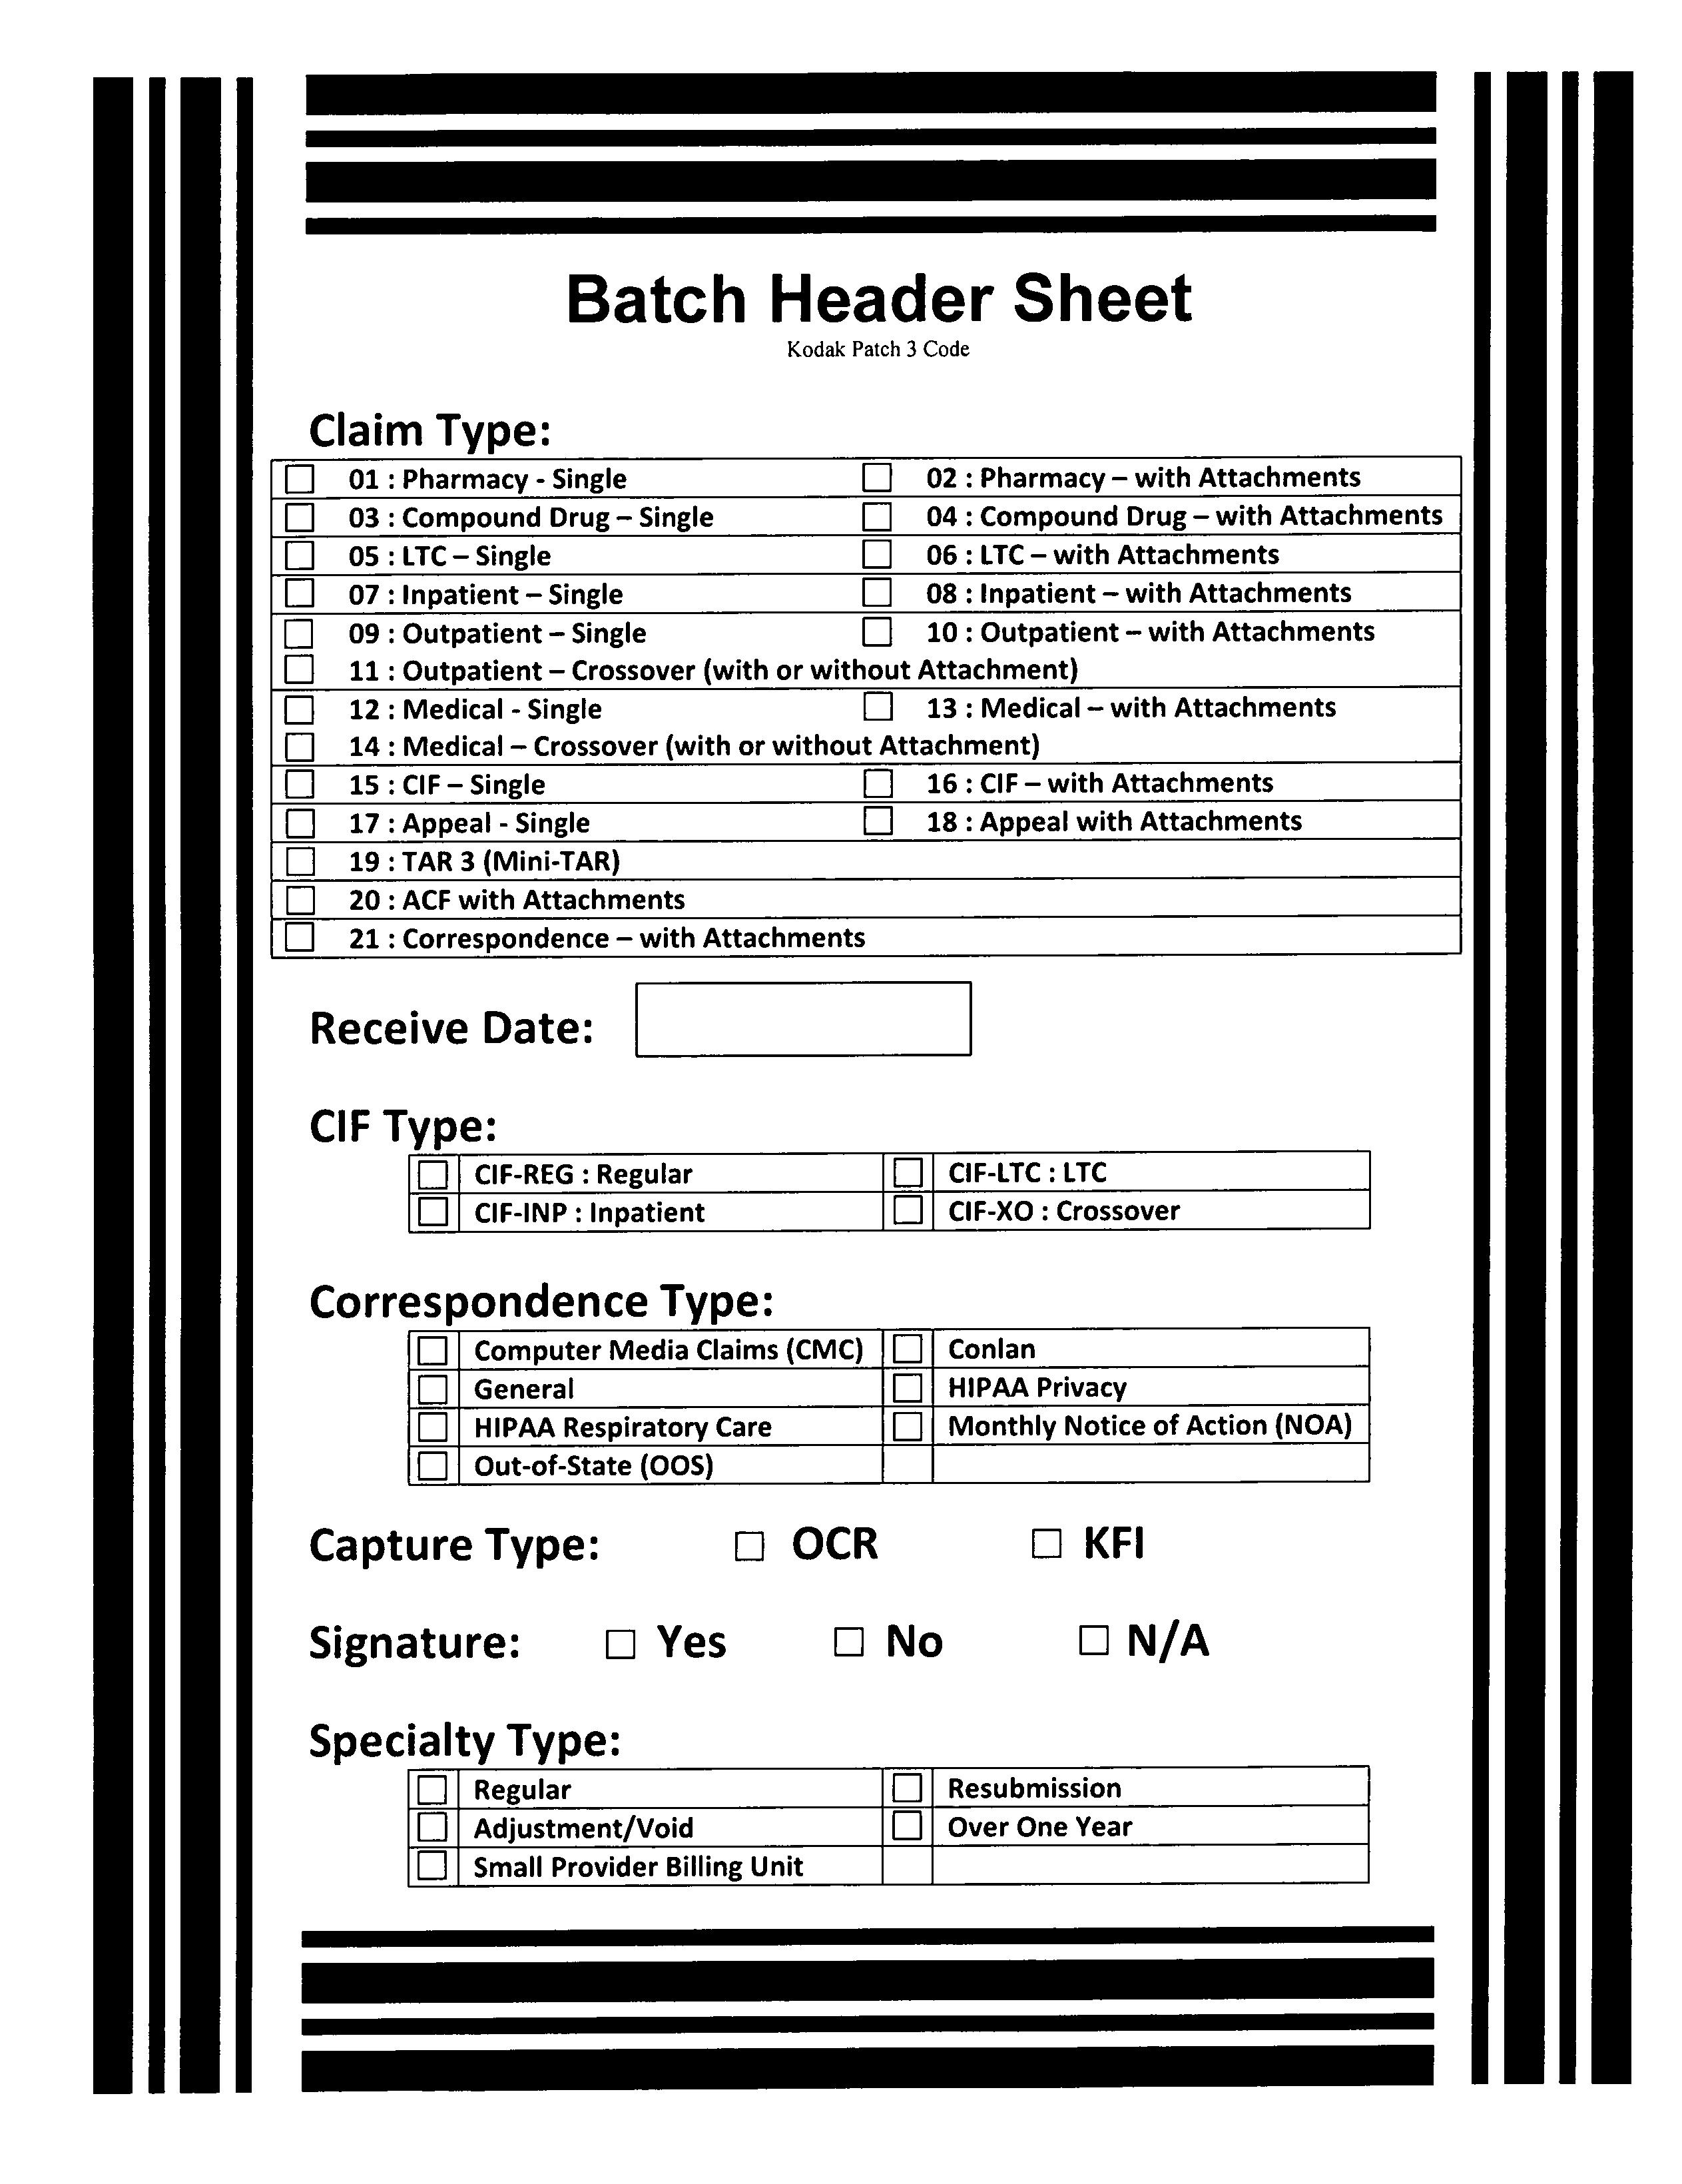 Batch Header Sheet
Kodak Patch 3 Code
Claim Type:
01 : Pharmacy - Single 02 : Pharmacy – with Attachments
03 : Compound Drug – Single 04 : Compound Drug – with Attachments
05 : LTC – Single 06 : LTC – with Attachments
07 : Inpatient – Single 08 : Inpatient – with Attachments
09 : Outpatient – Single 10 : Outpatient – with Attachments
11 : Outpatient – Crossover (with or without Attachment)
12 : Medical - Single 13 : Medical – with Attachments
14 : Medical – Crossover (with or without Attachment)
15 : CIF – Single 16 : CIF – with Attachments
17 : Appeal - Single 18 : Appeal with Attachments
19 : TAR 3 (Mini-TAR)
20 : ACF with Attachments
21 : Correspondence – with Attachments
Receive Date:
CIF Type:
CIF-REG : Regular CIF-LTC : LTC
CIF-INP : Inpatient CIF-XO : Crossover
Correspondence Type:
Computer Media Claims (CMC) Conlan
General HIPAA Privacy
HIPAA Respiratory Care Monthly Notice of Action (NOA)
Out-of-State (OOS)
Capture Type: OCR KFI
Signature: Yes No N/A
Specialty Type:
Regular Resubmission
Adjustment/Void Over One Year
Small Provider Billing Unit